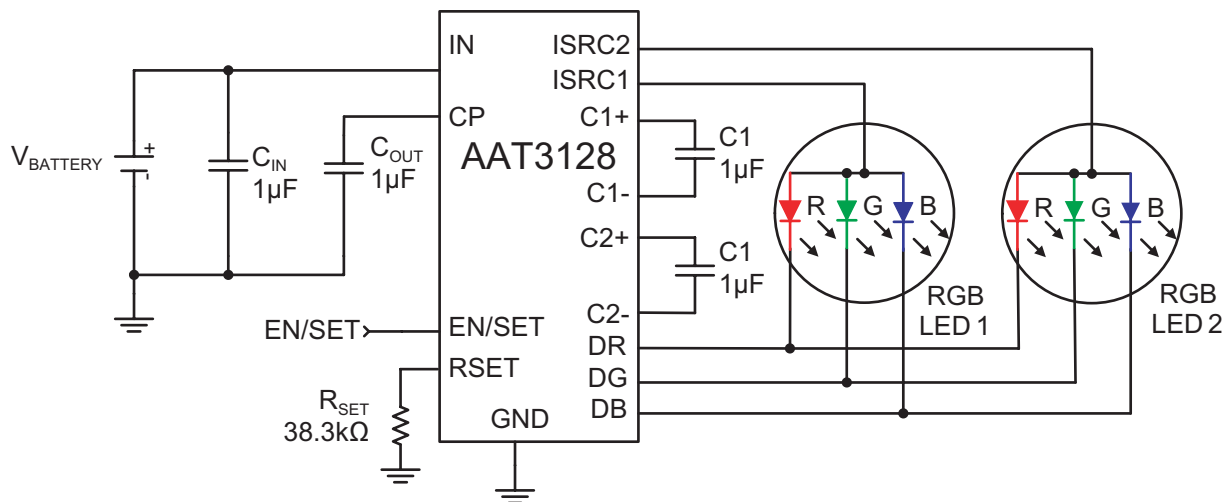 IN
ISRC2
ISRC1
CP
C1+
AAT3128
C1-
C2+
C2-
EN/SET
EN/SET
DR
RSET
DG
DB
GND
VBATTERY
+
-
CIN
1µF
COUT
1µF
C1
1µF
C1
1µF
RSET
38.3kΩ
R G B
RGB
LED 1
R G B
RGB
LED 2